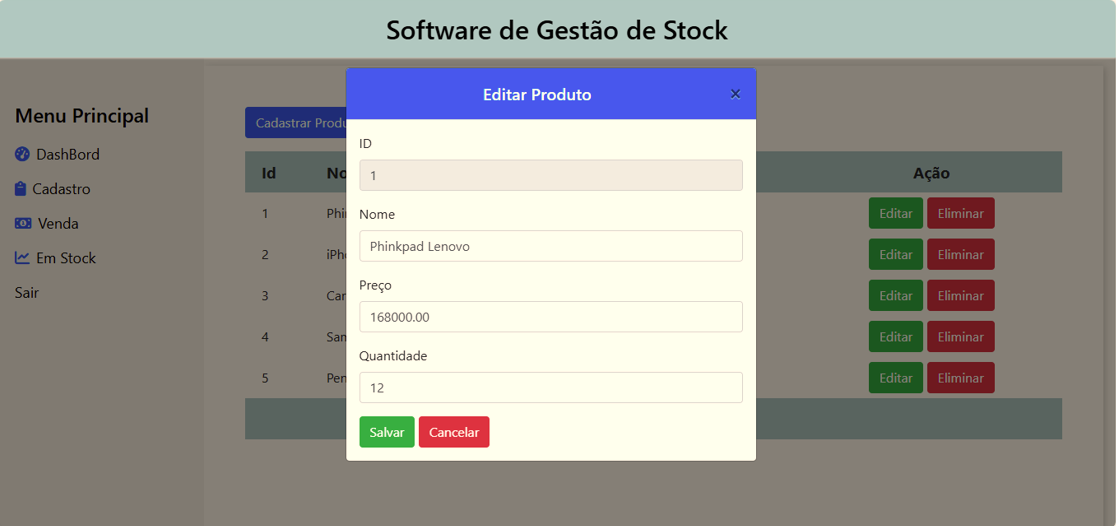 Software de Gestão de Stock
Editar Produto ×
Menu Principal
DashBord
Cadastro
Venda
Em Stock
Sair
Cadastrar Produ
Id No Ação
1 Phi Editar Eliminar
2 iPh Editar Eliminar
3 Car Editar Eliminar
4 Sam Editar Eliminar
5 Pen Editar Eliminar
ID
1
Nome
Phinkpad Lenovo
Preço
168000.00
Quantidade
12
Salvar Cancelar